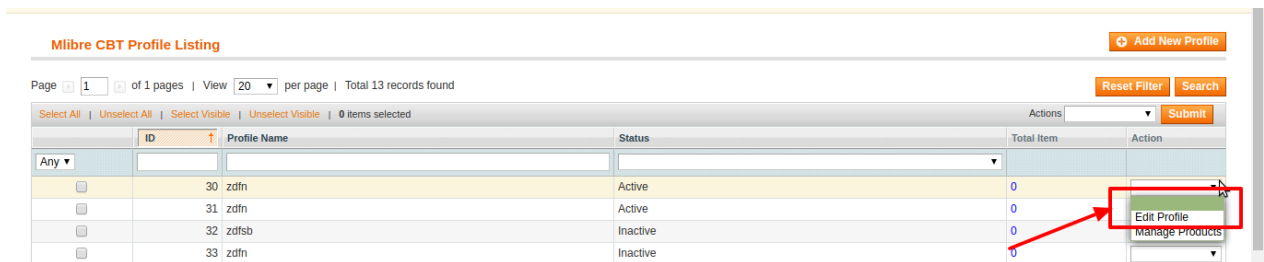 Mlibre CBT Profile Listing
Add New Profile
Page 1 of 1 pages | View 20 per page | Total 13 records found
Reset Filter Search
Select All | Unselect All | Select Visible | Unselect Visible | 0 items selected Actions Submit
ID ↑ Profile Name Status Total Item Action
Any
30 zdfn Active 0
31 zdfn Active 0
Edit Profile
32 zdfsb Inactive 0 Manage Products
33 zdfn Inactive 0